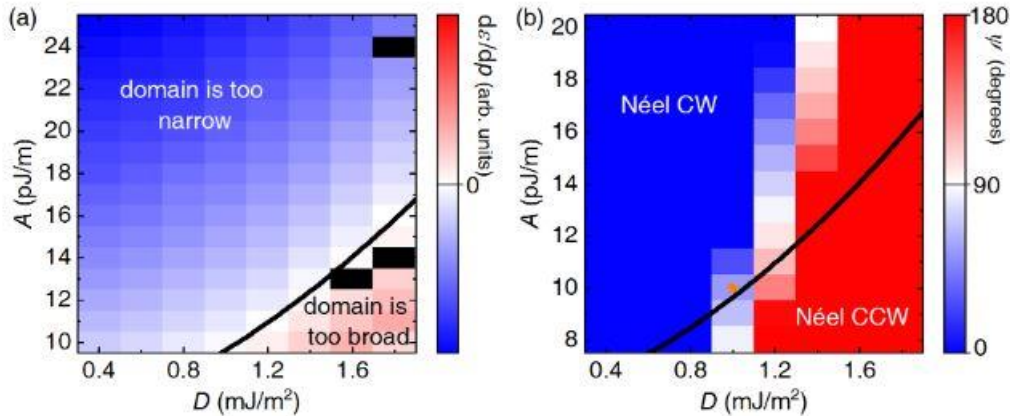 (a)
24
22
20
18
16
14
12
10
A (pJ/m)
0.4 0.8 1.2 1.6
D (mJ/m²)
domain is too
narrow
domain is
too broad
0
dε/dp (arb. units)
(b)
20
18
16
14
12
10
8
A (pJ/m)
0.4 0.8 1.2 1.6
D (mJ/m²)
Néel CW
Néel CCW
180
90
0
ψ (degrees)